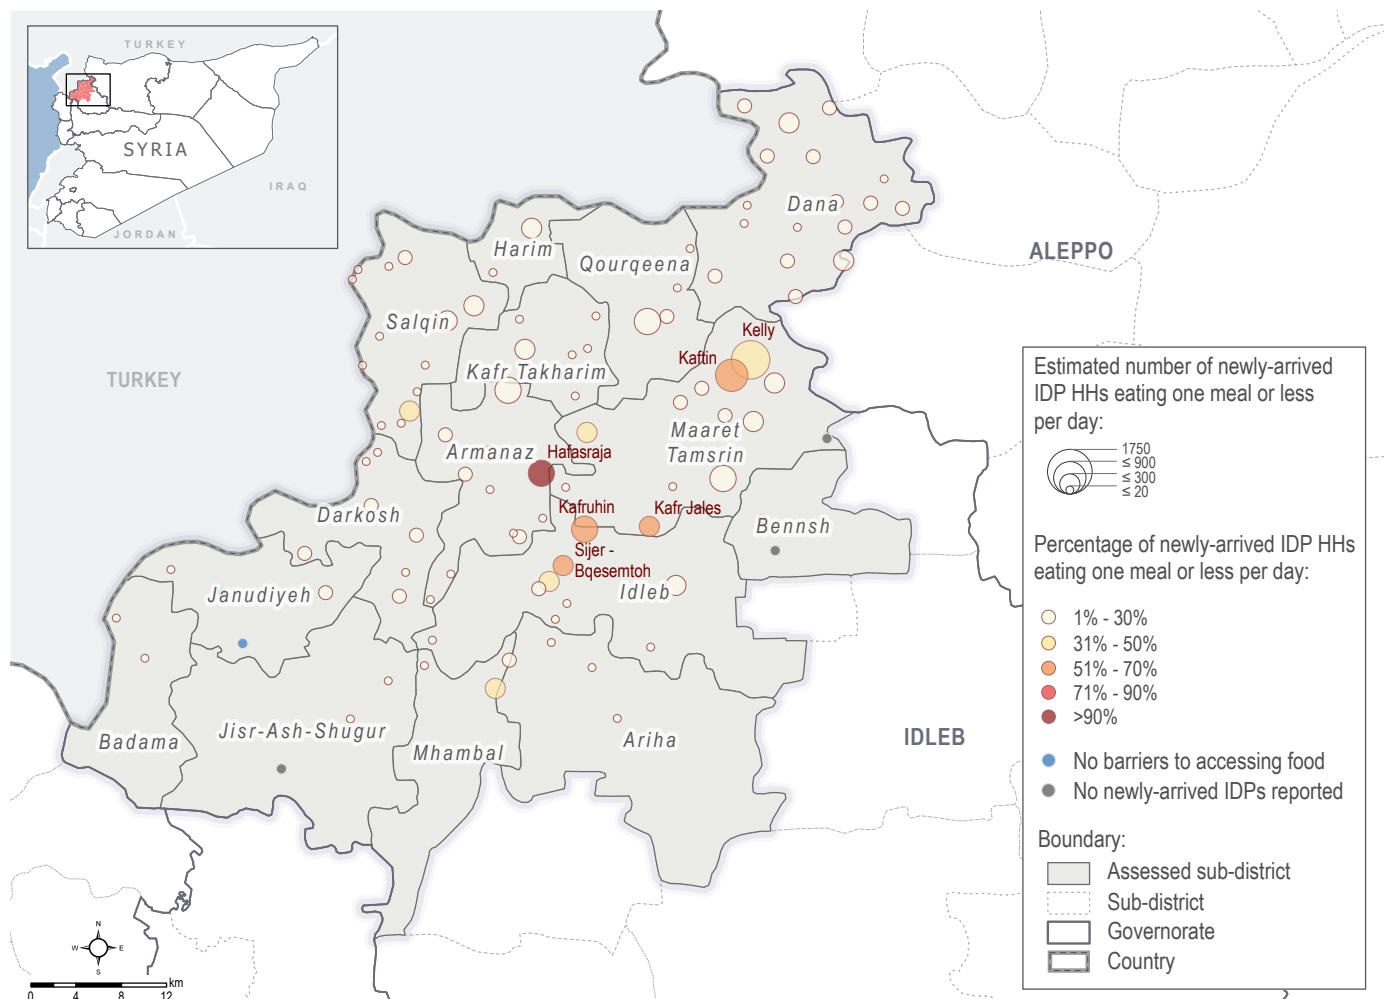 TURKEY
SYRIA
IRAQ
JORDAN
Dana
Harim
Qourqeena
ALEPPO
Salqin
Kelly
Kaftin
TURKEY
Kafr Takharim
Maaret
Tamsrin
Armanaz
Hafasraja
Darkosh
Kafruhin
Kafr Jales
Bennsh
Sijer -
Bqesemtoh
Janudiyeh
Idleb
Badama
Jisr-Ash-Shugur
Mhambal
Ariha
IDLEB
Estimated number of newly-arrived
IDP HHs eating one meal or less
per day:
1750
≤ 900
≤ 300
≤ 20
Percentage of newly-arrived IDP HHs
eating one meal or less per day:
1% - 30%
31% - 50%
51% - 70%
71% - 90%
>90%
No barriers to accessing food
No newly-arrived IDPs reported
Boundary:
Assessed sub-district
Sub-district
Governorate
Country
N
W E
S
km
0 4 8 12